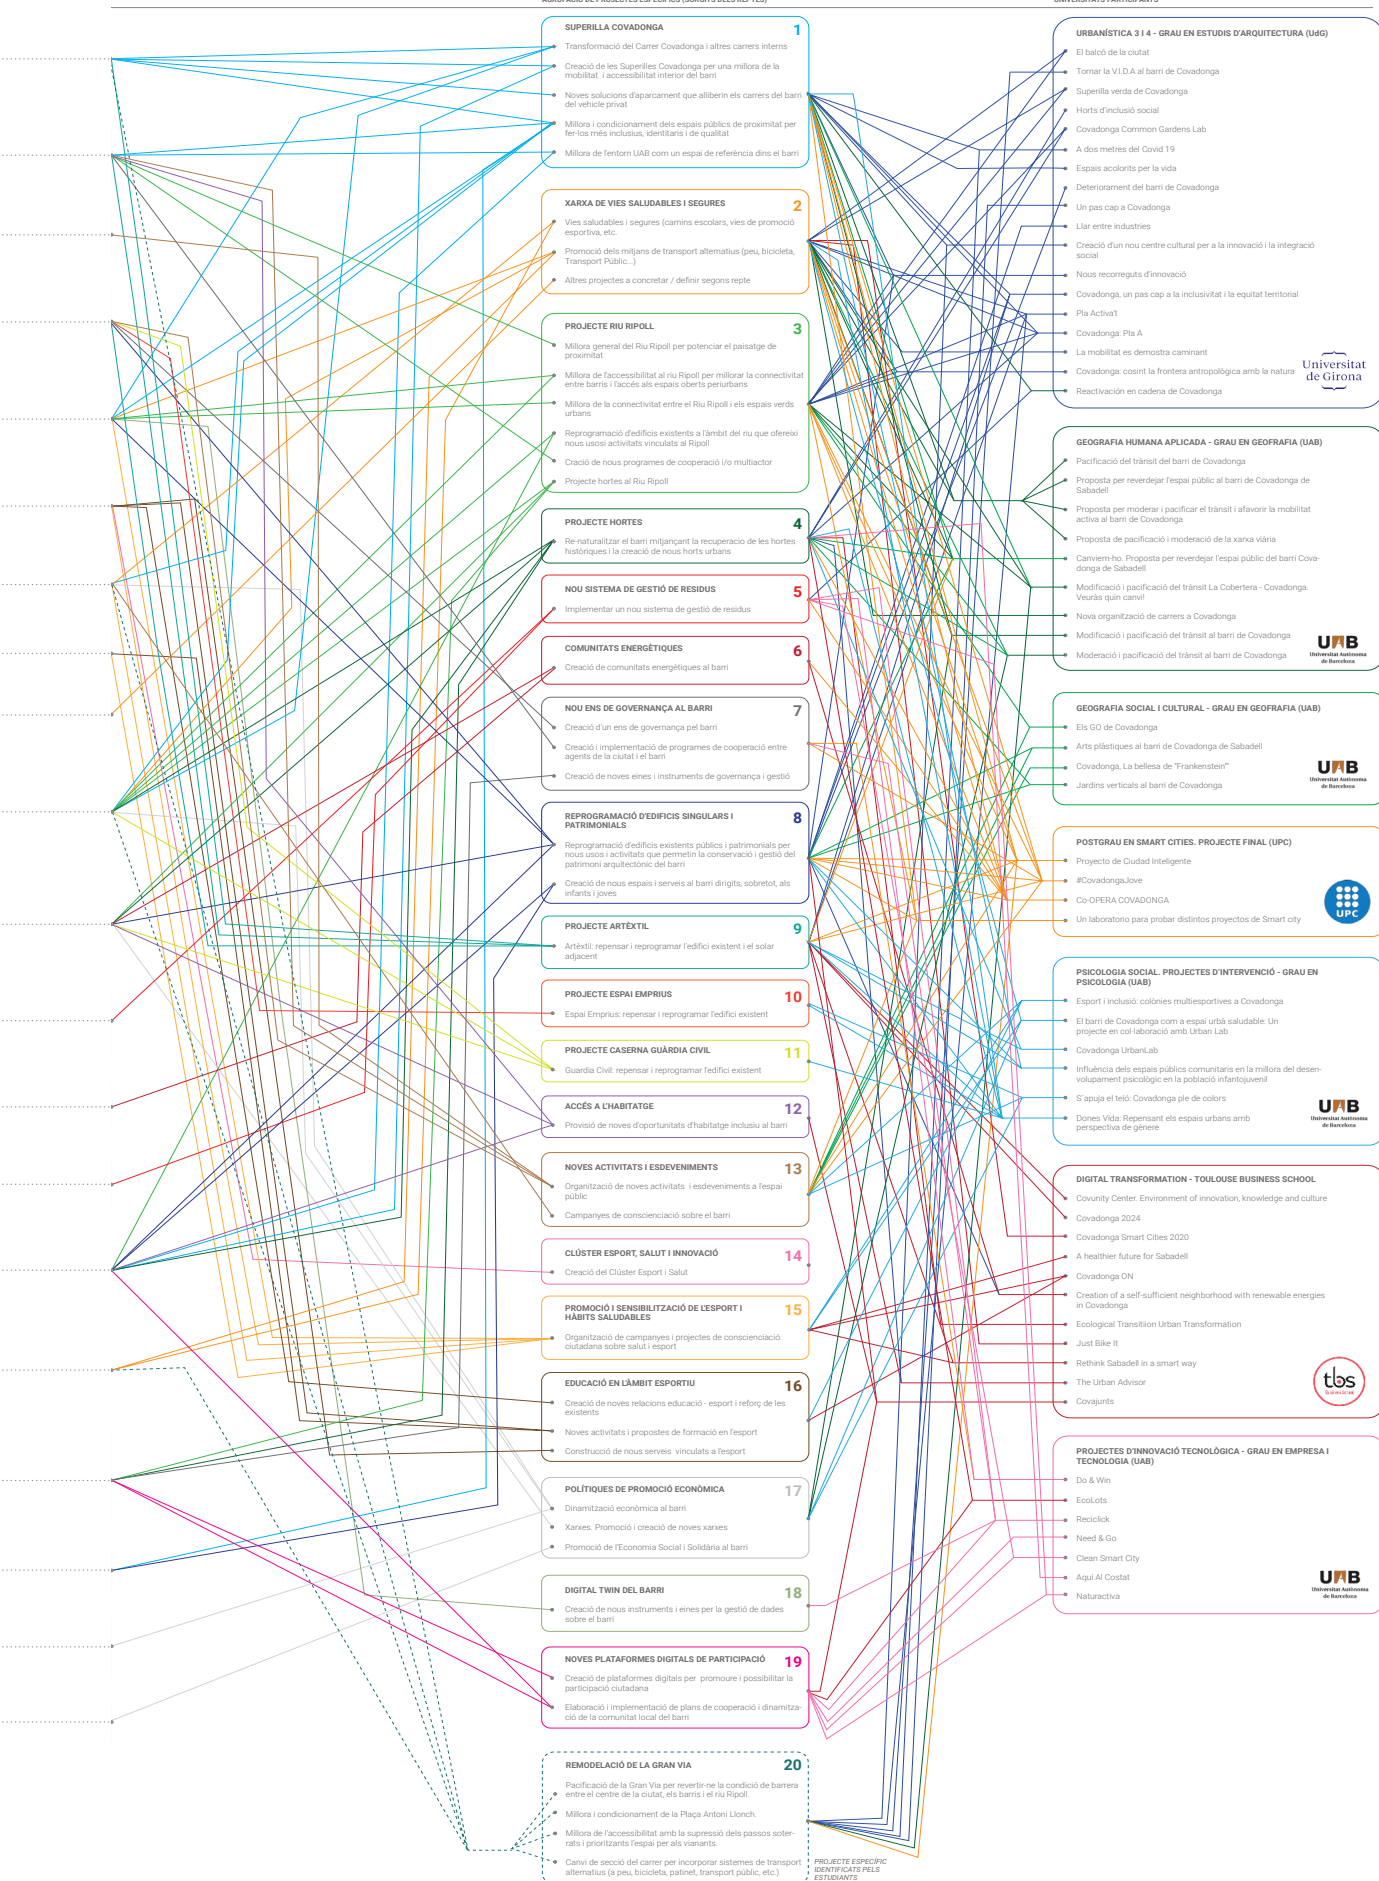 AGRUPACIÓ DE PROJECTES ESPECÍFICS (SORGITS DELS REPTES)
UNIVERSITATS PARTICIPANTS
SUPERILLA COVADONGA
1
Transformació del Carrer Covadonga i altres carrers interns
Creació de les Superilles Covadonga per una millora de la
mobilitat i accessibilitat interior del barri
Noves solucions d'aparcament que alliberin els carrers del barri
del vehicle privat
Millora i condicionament dels espais públics de proximitat per
fer-los més inclusius, identitaris i de qualitat
Millora de l'entorn UAB com un espai de referència dins el barri
XARXA DE VIES SALUDABLES I SEGURES
2
Vies saludables i segures (camins escolars, vies de promoció
esportiva, etc.
Promoció dels mitjans de transport alternatius (peu, bicicleta,
Transport Públic...)
Altres projectes a concretar / definir segons repte
PROJECTE RIU RIPOLL
3
Millora general del Riu Ripoll per potenciar el paisatge de
proximitat
Millora de l'accessibilitat al riu Ripoll per millorar la connectivitat
entre barris i l'accés als espais oberts periurbans
Millora de la connectivitat entre el Riu Ripoll i els espais verds
urbans
Reprogramació d'edificis existents a l'àmbit del riu que ofereixi
nous usosi activitats vinculats al Ripoll
Cració de nous programes de cooperació i/o multiactor
Projecte hortes al Riu Ripoll
PROJECTE HORTES
4
Re-naturalitzar el barri mitjançant la recuperacio de les hortes
històriques i la creació de nous horts urbans
NOU SISTEMA DE GESTIÓ DE RESIDUS
5
Implementar un nou sistema de gestió de residus
COMUNITATS ENERGÈTIQUES
6
Creació de comunitats energètiques al barri
NOU ENS DE GOVERNANÇA AL BARRI
7
Creació d'un ens de governança pel barri
Creació i implementació de programes de cooperació entre
agents de la ciutat i el barri
Creació de noves eines i instruments de governança i gestió
REPROGRAMACIÓ D'EDIFICIS SINGULARS I
PATRIMONIALS
8
Reprogramació d'edificis existents públics i patrimonials per
nous usos i activitats que permetin la conservació i gestió del
patrimoni arquitectònic del barri
Creació de nous espais i serveis al barri dirigits, sobretot, als
infants i joves
PROJECTE ARTÈXTIL
9
Artèxtil: repensar i reprogramar l'edifici existent i el solar
adjacent
PROJECTE ESPAI EMPRIUS
10
Espai Emprius: repensar i reprogramar l'edifici existent
PROJECTE CASERNA GUÀRDIA CIVIL
11
Guardia Civil: repensar i reprogramar l'edifici existent
ACCÉS A L'HABITATGE
12
Provisió de noves d'oportunitats d'habitatge inclusiu al barri
NOVES ACTIVITATS I ESDEVENIMENTS
13
Organització de noves activitats i esdeveniments a l'espai
públic
Campanyes de conscienciació sobre el barri
CLÚSTER ESPORT, SALUT I INNOVACIÓ
14
Creació del Clúster Esport i Salut
PROMOCIÓ I SENSIBILITZACIÓ DE L'ESPORT I
HÀBITS SALUDABLES
15
Organització de campanyes i projectes de conscienciació
ciutadana sobre salut i esport
EDUCACIÓ EN L'ÀMBIT ESPORTIU
16
Creació de noves relacions educació - esport i reforç de les
existents
Noves activitats i propostes de formació en l'esport
Construcció de nous serveis vinculats a l'esport
POLÍTIQUES DE PROMOCIÓ ECONÒMICA
17
Dinamització econòmica al barri
Xarxes. Promoció i creació de noves xarxes
Promoció de l'Economia Social i Solidària al barri
DIGITAL TWIN DEL BARRI
18
Creació de nous instruments i eines per la gestió de dades
sobre el barri
NOVES PLATAFORMES DIGITALS DE PARTICIPACIÓ
19
Creació de plataformes digitals per promoure i possibilitar la
participació ciutadana
Elaboració i implementació de plans de cooperació i dinamitza-
ció de la comunitat local del barri
REMODELACIÓ DE LA GRAN VIA
20
Pacificació de la Gran Via per revertir-ne la condició de barrera
entre el centre de la ciutat, els barris i el riu Ripoll.
Millora i condicionament de la Plaça Antoni Llonch.
Millora de l'accessibilitat amb la supressió dels passos soter-
rats i prioritzants l'espai per als vianants.
Canvi de secció del carrer per incorporar sistemes de transport
alternatius (a peu, bicicleta, patinet, transport públic, etc.)
PROJECTE ESPECÍFIC
IDENTIFICATS PELS
ESTUDIANTS
URBANÍSTICA 3 I 4 - GRAU EN ESTUDIS D'ARQUITECTURA (UdG)
El balcó de la ciutat
Tornar la V.I.D.A al barri de Covadonga
Superilla verda de Covadonga
Horts d'inclusió social
Covadonga Common Gardens Lab
A dos metres del Covid 19
Espais acolorits per la vida
Deteriorament del barri de Covadonga
Un pas cap a Covadonga
Llar entre industries
Creació d'un nou centre cultural per a la innovació i la integració
social
Nous recorreguts d'innovació
Covadonga, un pas cap a la inclusivitat i la equitat territorial
Pla Activa't
Covadonga: Pla A
La mobilitat es demostra caminant
Covadonga: cosint la frontera antropològica amb la natura
Reactivación en cadena de Covadonga
Universitat
de Girona
GEOGRAFIA HUMANA APLICADA - GRAU EN GEOFRAFIA (UAB)
Pacificació del trànsit del barri de Covadonga
Proposta per reverdejar l'espai públic al barri de Covadonga de
Sabadell
Proposta per moderar i pacificar el trànsit i afavorir la mobilitat
activa al barri de Covadonga
Proposta de pacificació i moderació de la xarxa viària
Canviem-ho. Proposta per reverdejar l'espai públic del barri Cova-
donga de Sabadell
Modificació i pacificació del trànsit La Cobertera - Covadonga.
Veuràs quin canvi!
Nova organització de carrers a Covadonga
Modificació i pacificació del trànsit al barri de Covadonga
Moderació i pacificació del trànsit al barri de Covadonga
UAB
Universitat Autònoma
de Barcelona
GEOGRAFIA SOCIAL I CULTURAL - GRAU EN GEOFRAFIA (UAB)
Els GO de Covadonga
Arts plàstiques al barri de Covadonga de Sabadell
Covadonga, La bellesa de "Frankenstein"
Jardins verticals al barri de Covadonga
UAB
Universitat Autònoma
de Barcelona
POSTGRAU EN SMART CITIES. PROJECTE FINAL (UPC)
Proyecto de Ciudad Inteligente
#CovadongaJove
Co-OPERA COVADONGA
Un laboratorio para probar distintos proyectos de Smart city
UPC
PSICOLOGIA SOCIAL. PROJECTES D'INTERVENCIÓ - GRAU EN
PSICOLOGIA (UAB)
Esport i inclusió: colònies multiesportives a Covadonga
El barri de Covadonga com a espai urbà saludable: Un
projecte en col·laboració amb Urban Lab
Covadonga UrbanLab
Influència dels espais públics comunitaris en la millora del desen-
volupament psicològic en la població infantojuvenil
S´apuja el teló: Covadonga ple de colors
Dones Vida: Repensant els espais urbans amb
perspectiva de gènere
UAB
Universitat Autònoma
de Barcelona
DIGITAL TRANSFORMATION - TOULOUSE BUSINESS SCHOOL
Covunity Center. Environment of innovation, knowledge and culture
Covadonga 2024
Covadonga Smart Cities 2020
A healthier future for Sabadell
Covadonga ON
Creation of a self-sufficient neighborhood with renewable energies
in Covadonga
Ecological Transitiion Urban Transformation
Just Bike It
Rethink Sabadell in a smart way
The Urban Advisor
Covajunts
tbs
Business School
PROJECTES D'INNOVACIÓ TECNOLÒGICA - GRAU EN EMPRESA I
TECNOLOGIA (UAB)
Do & Win
EcoLots
Reciclick
Need & Go
Clean Smart City
Aquí Al Costat
Naturactiva
UAB
Universitat Autònoma
de Barcelona